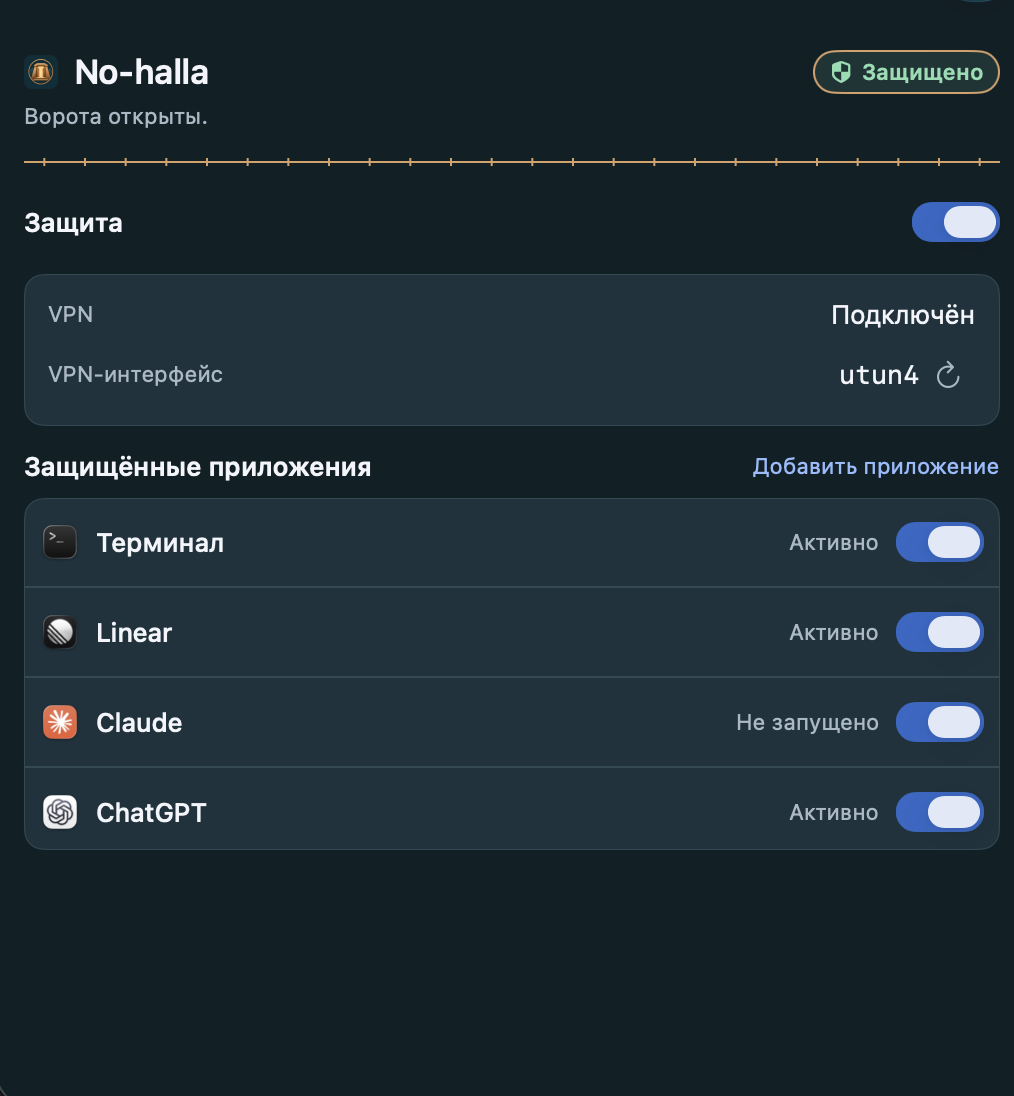 No-halla
Защищено
Ворота открыты.
Защита
VPN
Подключён
VPN-интерфейс
utun4
Защищённые приложения
Добавить приложение
>_
Терминал
Активно
Linear
Активно
Claude
Не запущено
ChatGPT
Активно